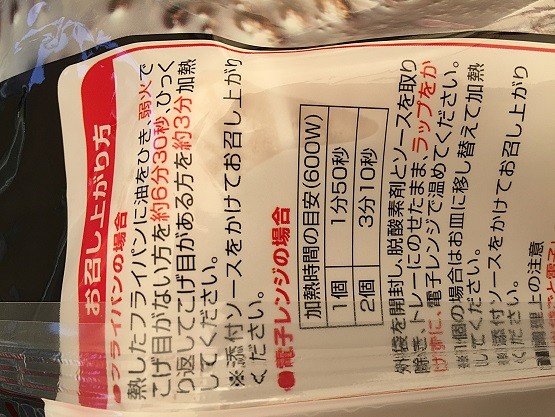 お召し上がり方
●フライパンの場合
熱したフライパンに油をひき、弱火で
こげ目がない方を約6分30秒、ひっく
り返してこげ目がある方を約3分加熱
してください。
※添付ソースをかけてお召し上がり
ください。
●電子レンジの場合
加熱時間の目安(600W)
1個 1分50秒
2個 3分10秒
外袋を開封し、脱酸素剤とソースを取り
除き、トレーにのせたまま、ラップをか
けずに、電子レンジで温めてください。
※1個の場合はお皿に移し替えて加熱
してください。
※添付ソースをかけてお召し上がり
ください。
調理上の注意